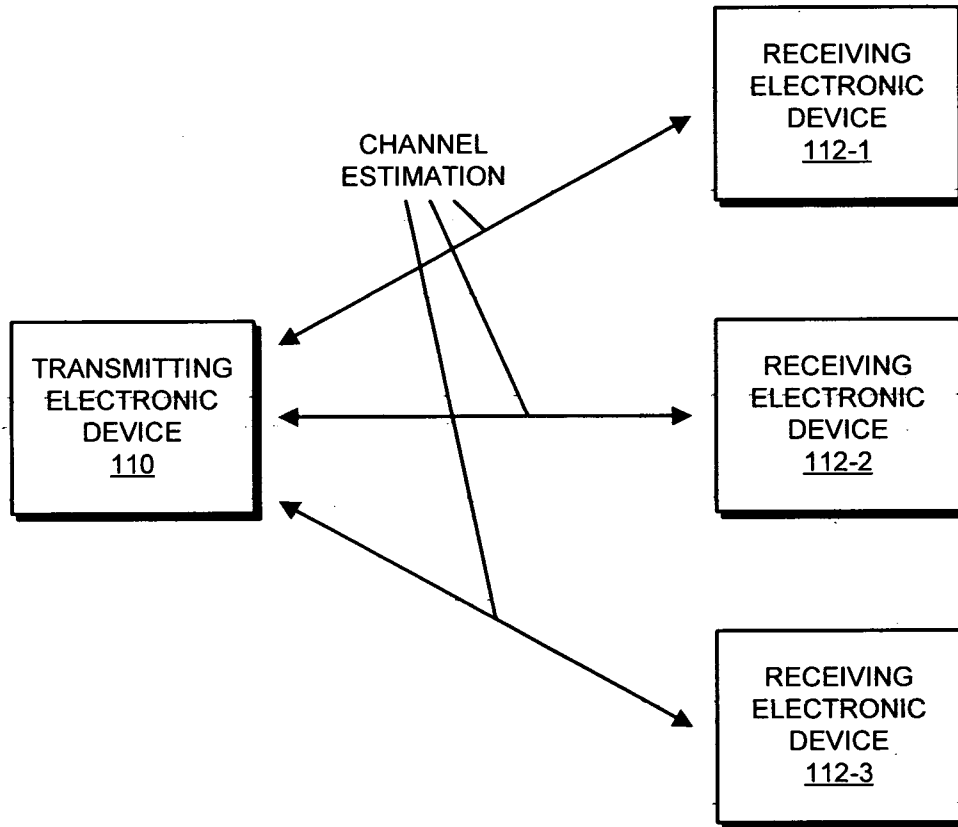 RECEIVING
ELECTRONIC
DEVICE
112-1
CHANNEL
ESTIMATION
TRANSMITTING
ELECTRONIC
DEVICE
110
RECEIVING
ELECTRONIC
DEVICE
112-2
RECEIVING
ELECTRONIC
DEVICE
112-3